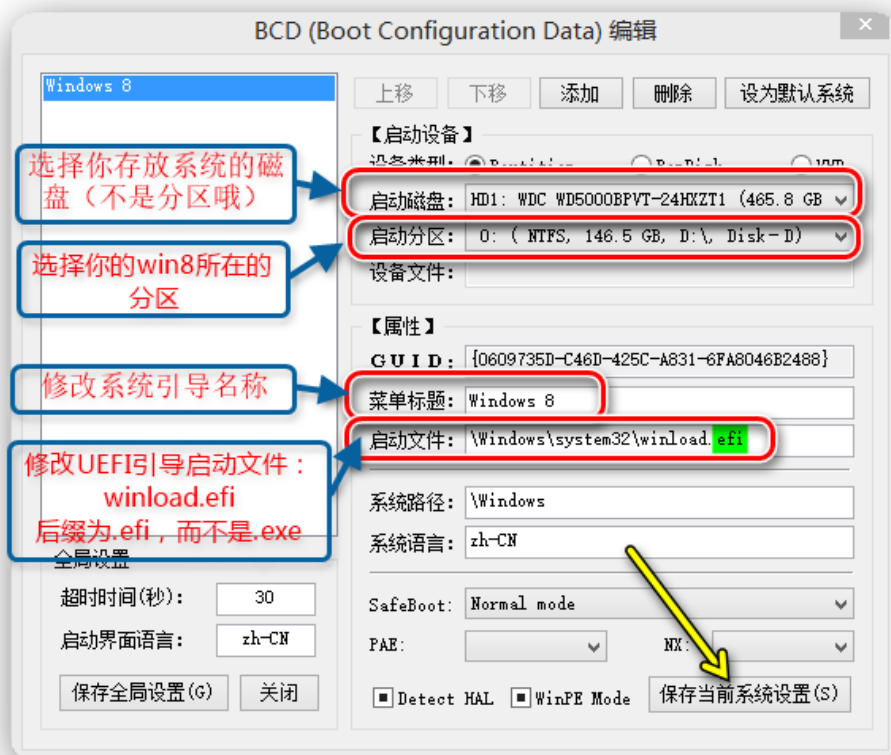 BCD (Boot Configuration Data) 编辑
Windows 8
上移
下移
添加
删除
设为默认系统
【启动设备】
选择你存放系统的磁
盘（不是分区哦）
设备类型:
启动磁盘: HD1: WDC WD5000BPVT-24HXZT1 (465.8 GB
启动分区: 0: ( NTFS, 146.5 GB, D:\, Disk-D)
选择你的win8所在的
分区
设备文件:
【属性】
GUID: {0609735D-C46D-425C-A831-6FA8046B2488}
修改系统引导名称
菜单标题: Windows 8
启动文件: \Windows\system32\winload.efi
修改UEFI引导启动文件：
winload.efi
后缀为.efi，而不是.exe
系统路径: \Windows
系统语言: zh-CN
全局设置
超时时间(秒): 30
启动界面语言: zh-CN
保存全局设置(G)
关闭
SafeBoot: Normal mode
PAE:
NX:
Detect HAL
WinPE Mode
保存当前系统设置(S)